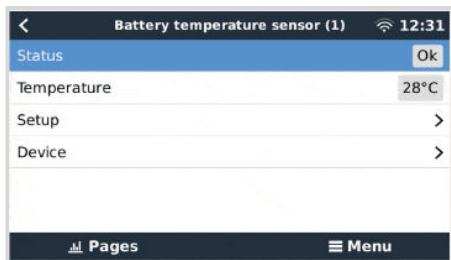 Battery temperature sensor (1) 12:31
Status Ok
Temperature 28°C
Setup
Device
Pages Menu